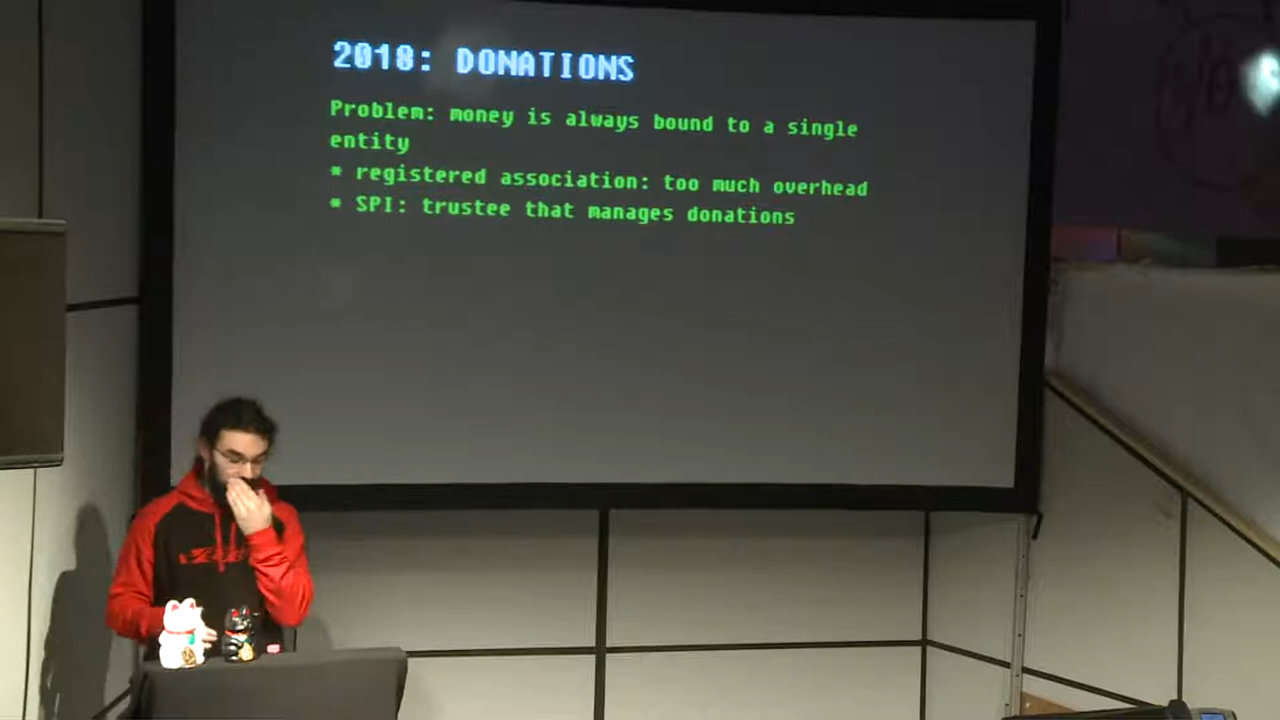 2018: DONATIONS
Problem: money is always bound to a single
entity
* registered association: too much overhead
* SPI: trustee that manages donations